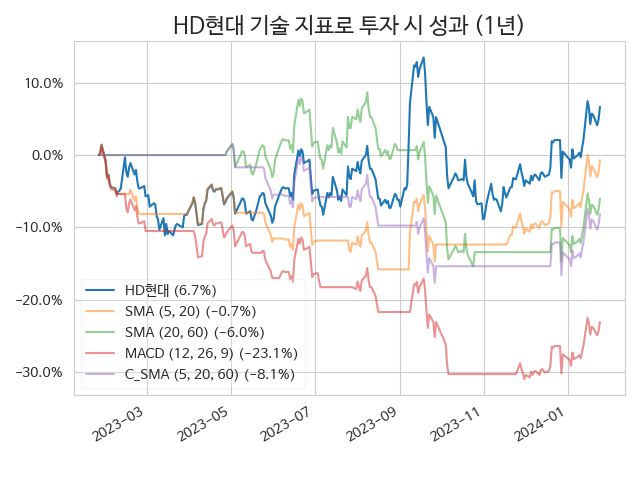 HD현대 기술 지표로 투자 시 성과 (1년)
10.0%
0.0%
−10.0%
−20.0%
−30.0%
HD현대 (6.7%)
SMA (5, 20) (−0.7%)
SMA (20, 60) (−6.0%)
MACD (12, 26, 9) (−23.1%)
C_SMA (5, 20, 60) (−8.1%)
2023-03
2023-05
2023-07
2023-09
2023-11
2024-01